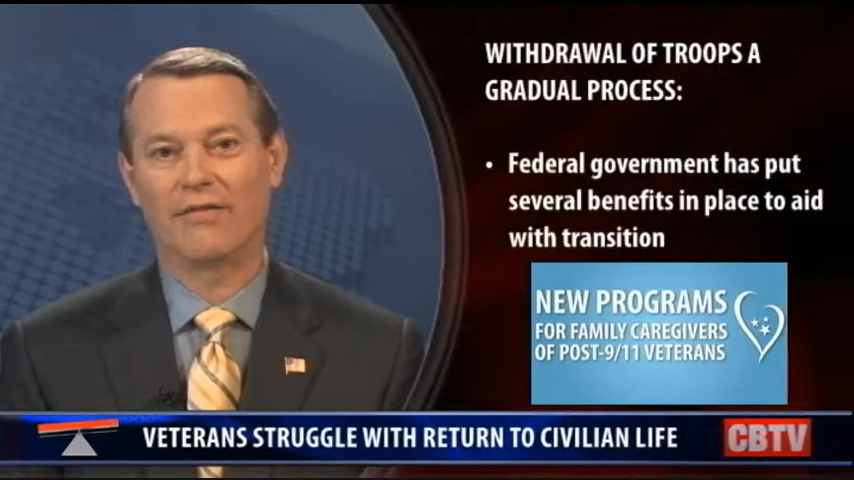 WITHDRAWAL OF TROOPS A
GRADUAL PROCESS:
• Federal government has put
several benefits in place to aid
with transition
NEW PROGRAMS
FOR FAMILY CAREGIVERS
OF POST-9/11 VETERANS
VETERANS STRUGGLE WITH RETURN TO CIVILIAN LIFE
CBTV